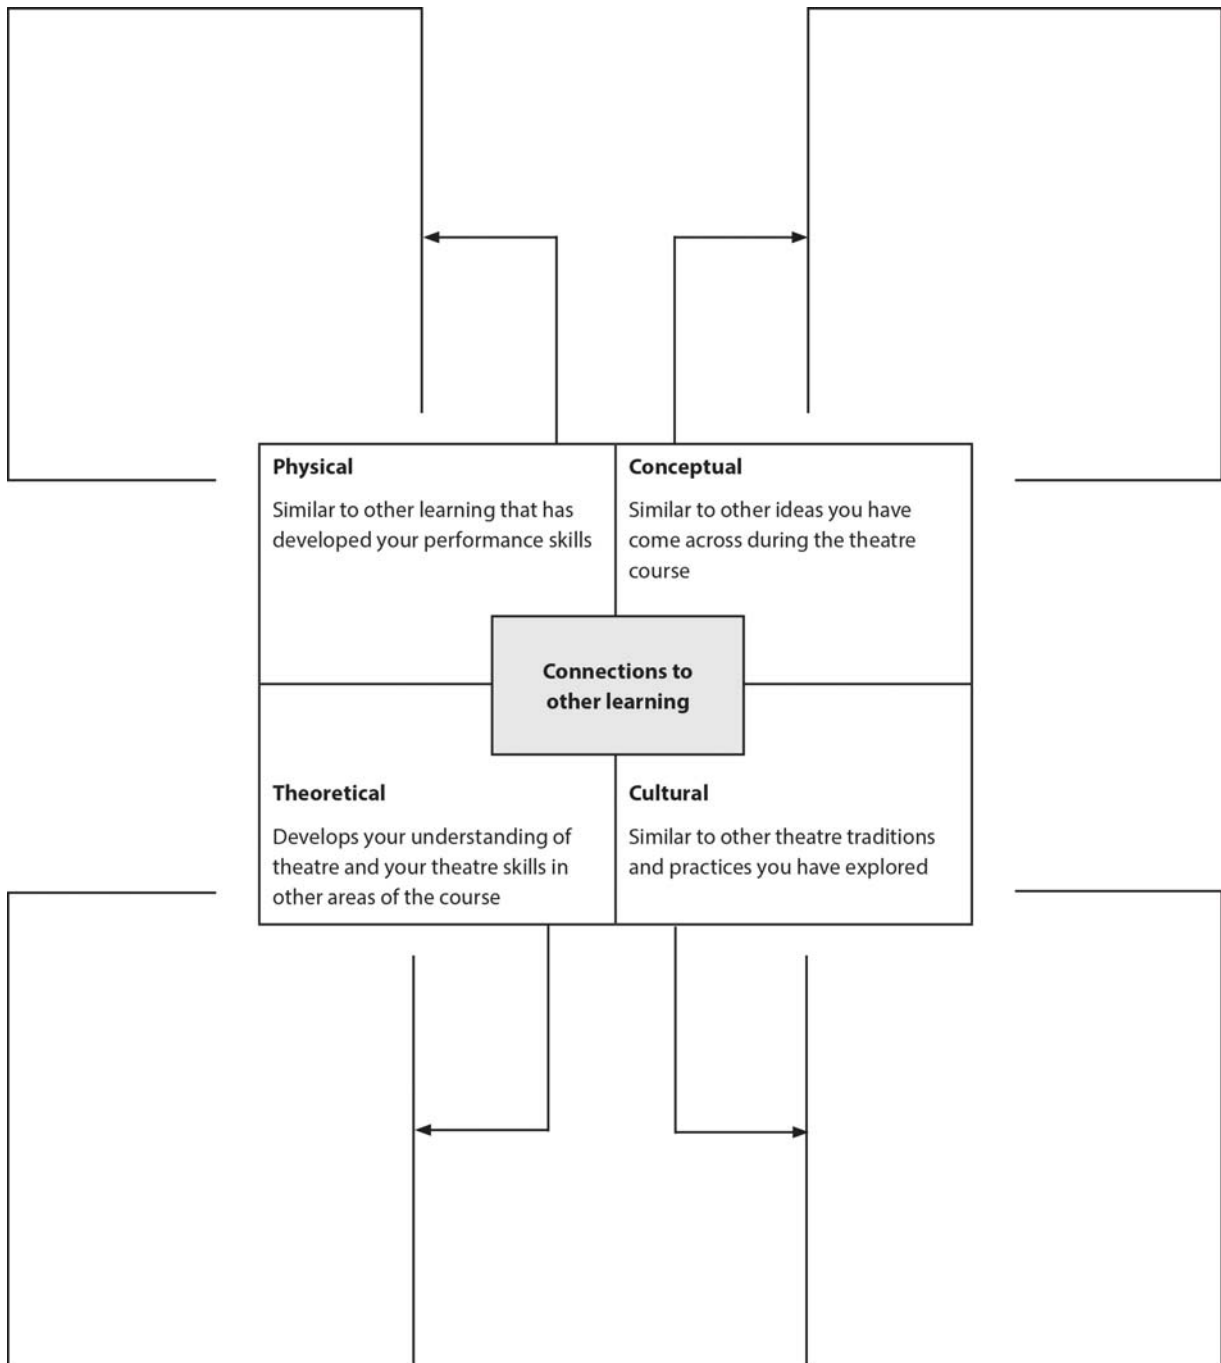 Physical
Similar to other learning that has
developed your performance skills
Conceptual
Similar to other ideas you have
come across during the theatre
course
Connections to
other learning
Theoretical
Develops your understanding of
theatre and your theatre skills in
other areas of the course
Cultural
Similar to other theatre traditions
and practices you have explored